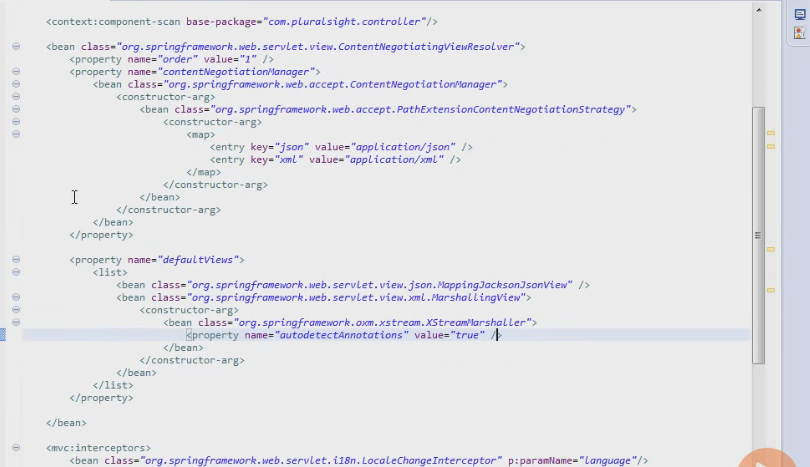 <context:component-scan base-package="com.pluralsight.controller"/>
<bean class="org.springframework.web.servlet.view.ContentNegotiatingViewResolver">
<property name="order" value="1" />
<property name="contentNegotiationManager">
<bean class="org.springframework.web.accept.ContentNegotiationManager">
<constructor-arg>
<bean class="org.springframework.web.accept.PathExtensionContentNegotiationStrategy">
<constructor-arg>
<map>
<entry key="json" value="application/json" />
<entry key="xml" value="application/xml" />
</map>
</constructor-arg>
</bean>
</constructor-arg>
</bean>
</property>
<property name="defaultViews">
<list>
<bean class="org.springframework.web.servlet.view.json.MappingJacksonJsonView" />
<bean class="org.springframework.web.servlet.view.xml.MarshallingView">
<constructor-arg>
<bean class="org.springframework.oxm.xstream.XStreamMarshaller">
<property name="autodetectAnnotations" value="true" />
</bean>
</constructor-arg>
</bean>
</list>
</property>
</bean>
<mvc:interceptors>
<bean class="org.springframework.web.servlet.i18n.LocaleChangeInterceptor" p:paramName="language"/>